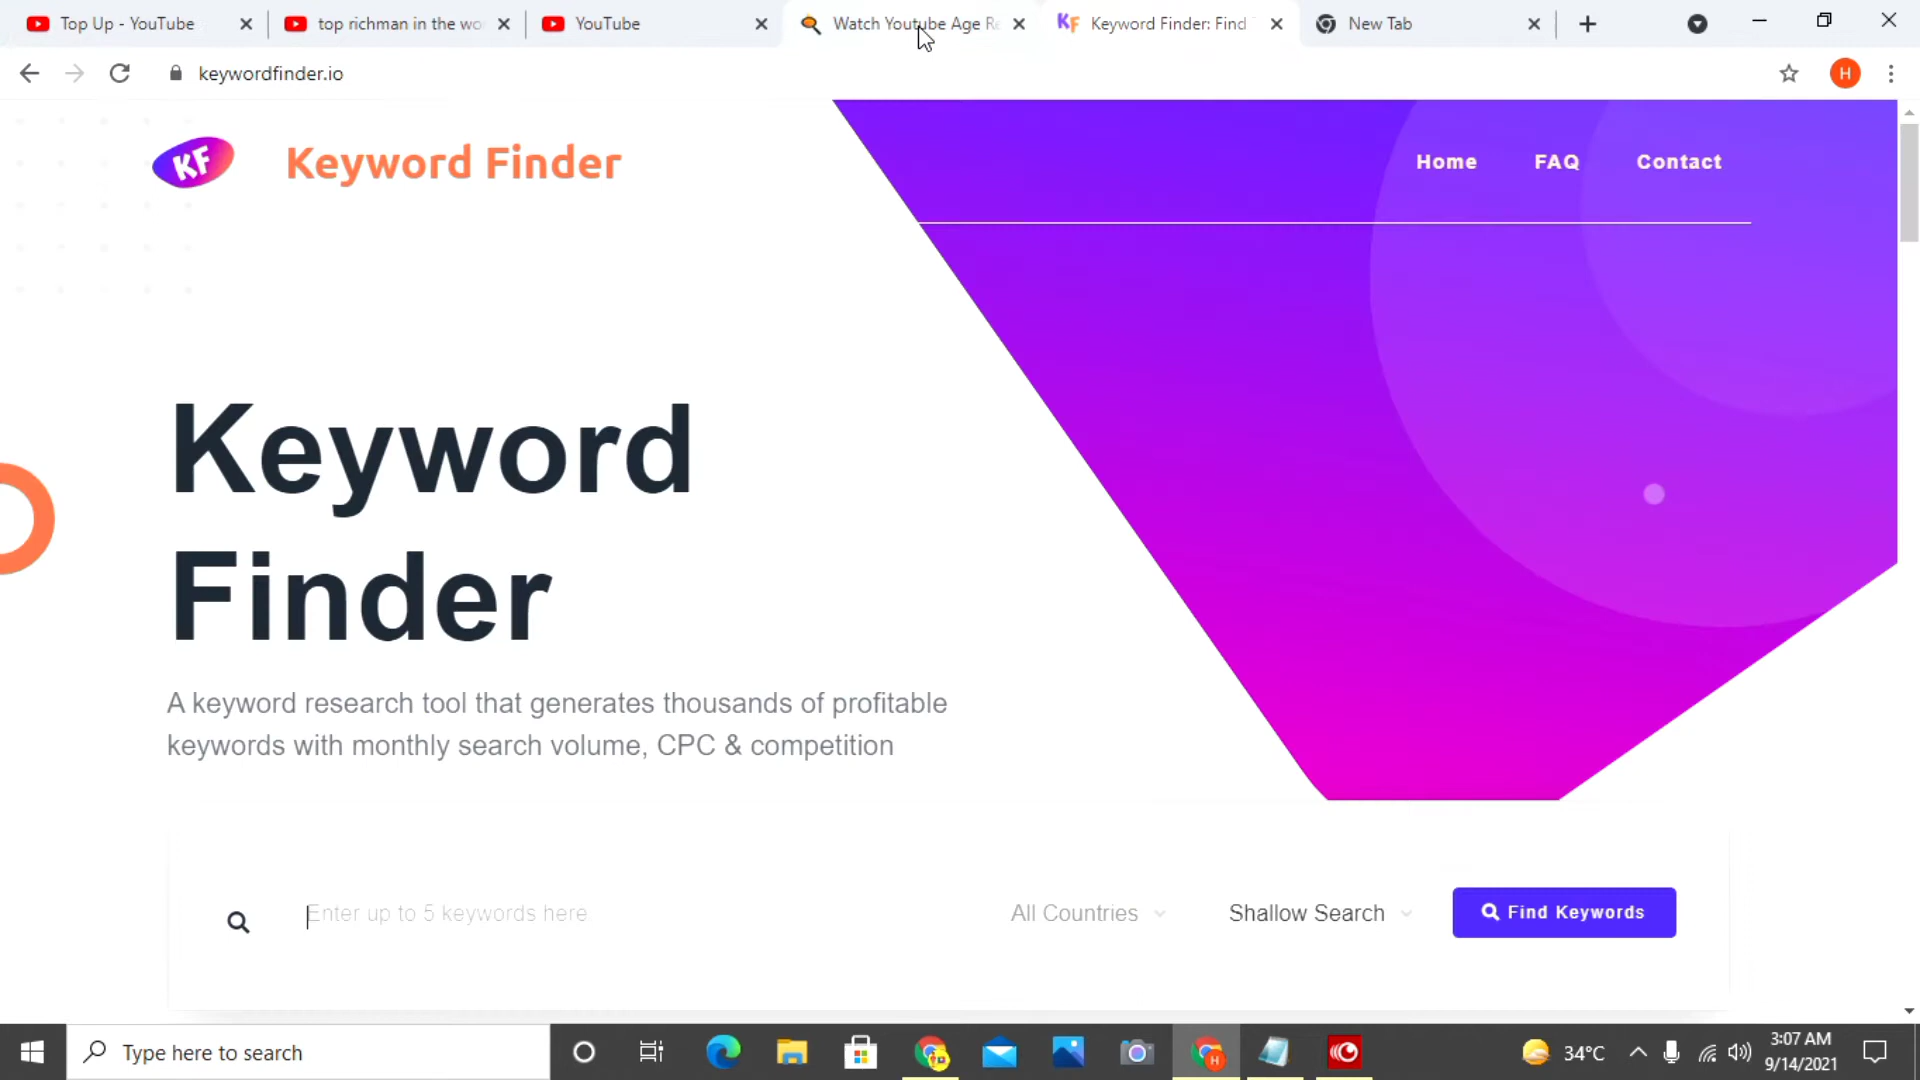 Top Up - YouTube
top richman in the wo
YouTube
Watch Youtube Age Re
KF
Keyword Finder: Find
New Tab
keywordfinder.io
H
KF
Keyword Finder
Home
FAQ
Contact
Keyword
Finder
A keyword research tool that generates thousands of profitable
keywords with monthly search volume, CPC & competition
Enter up to 5 keywords here
All Countries
Shallow Search
Find Keywords
Type here to search
H
34°C
3:07 AM
9/14/2021